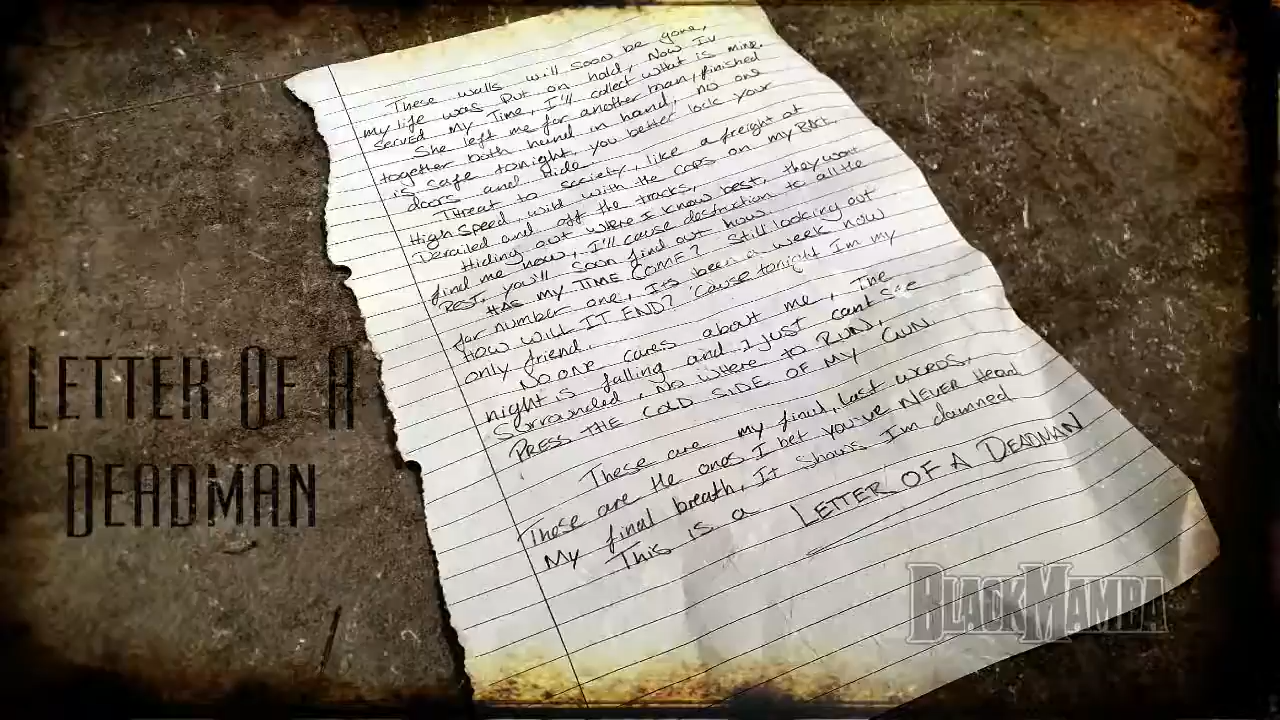 These walls will soon be gone,
my life was put on hold, Now Iv
served My Time, I'll collect what is mine.
She left me for another man, finished
together both hand in hand, no one
is safe tonight, you better lock your
doors and hide.
Threat to society, like a freight at
High speed, wild with the cops on my BACK.
Derailed and off the tracks,
Hiding out where I know best, they wont
find me now, I'll cause destruction to all the
REST, you'll soon find out how.
HAS MY TIME COME? Still looking out
for number one, Its been a week now
How WILL IT END? 'Cause tonight Im my
only friend.
No one cares about me, The
night is falling and I just cant see
Surrounded, No where to RUN,
PRESS THE COLD SIDE OF MY GUN
These are my final, last words,
These are the ones I bet you've NEVER Head
My final breath, It shows Im damned
This is a LETTER OF A DEADMAN
LETTER OF A
DEADMAN
BLACKMAMBA